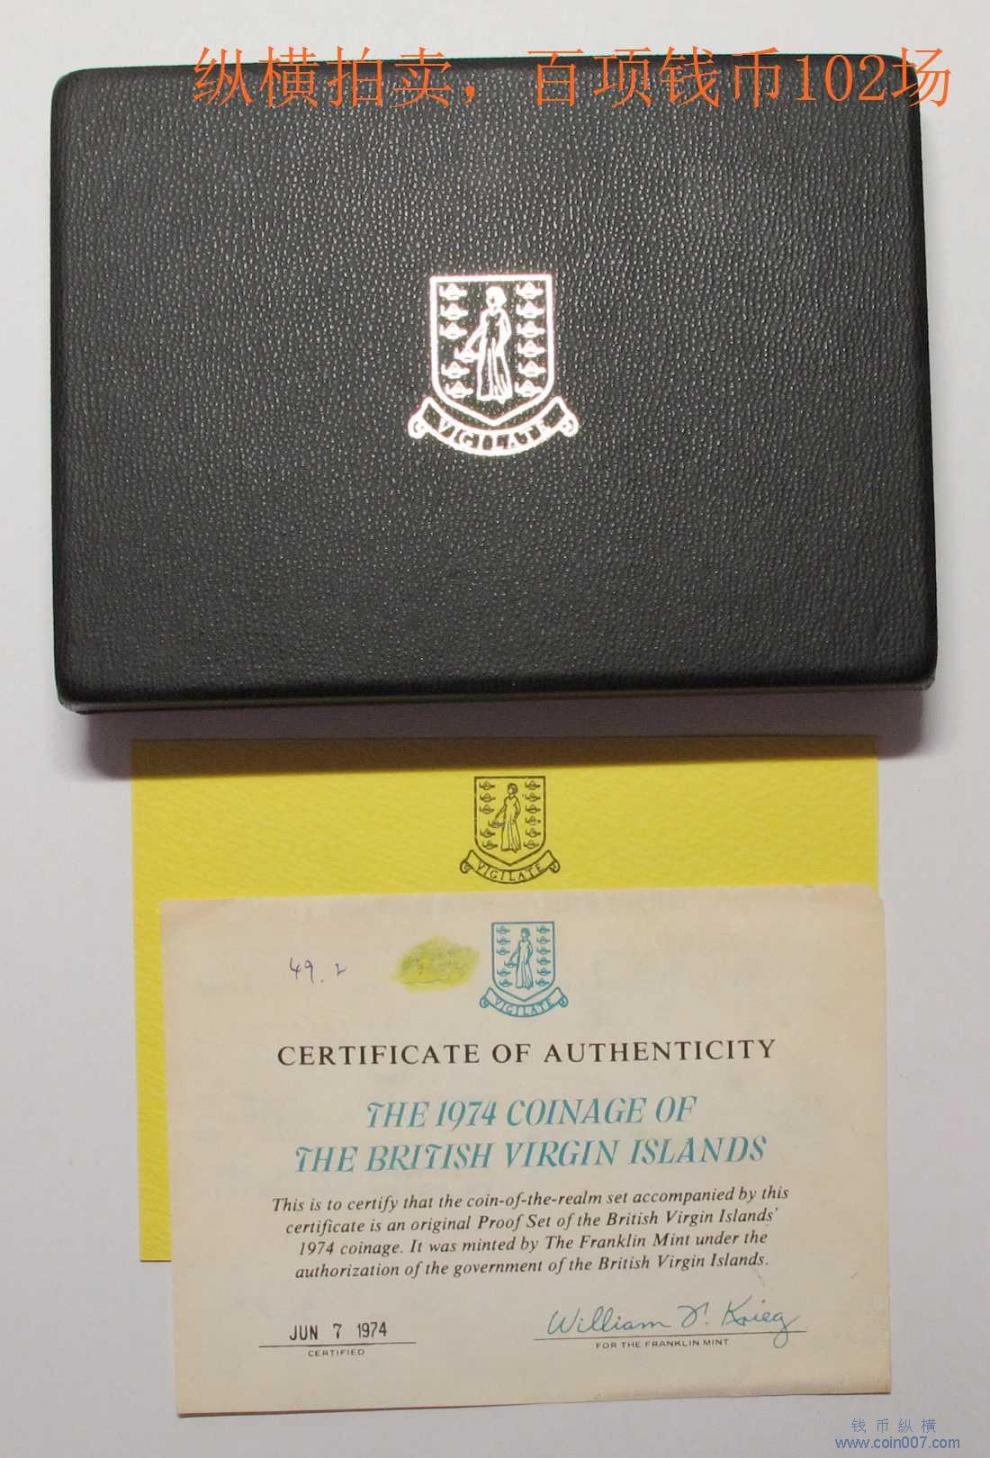 纵横拍卖，百项钱币102场
VIGILATE
VIGILATE
49.2
VIGILATE
CERTIFICATE OF AUTHENTICITY
THE 1974 COINAGE OF
THE BRITISH VIRGIN ISLANDS
This is to certify that the coin-of-the-realm set accompanied by this
certificate is an original Proof Set of the British Virgin Islands'
1974 coinage. It was minted by The Franklin Mint under the
authorization of the government of the British Virgin Islands.
JUN 7 1974
CERTIFIED
William T. Krieg
FOR THE FRANKLIN MINT
钱币纵横
www.coin007.com